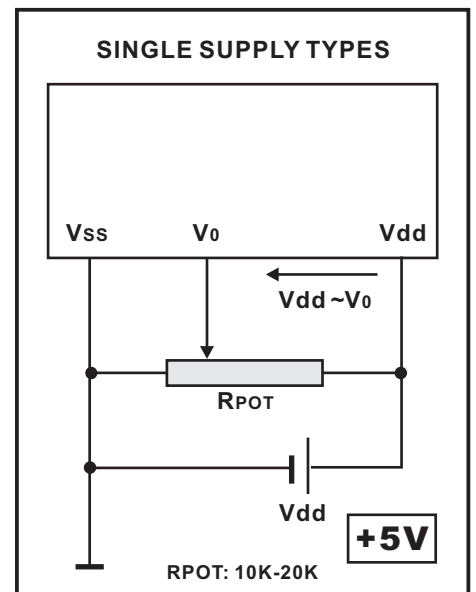 SINGLE SUPPLY TYPES
Vss V0 Vdd
Vdd ~V0
RPOT
Vdd
+5V
RPOT: 10K-20K